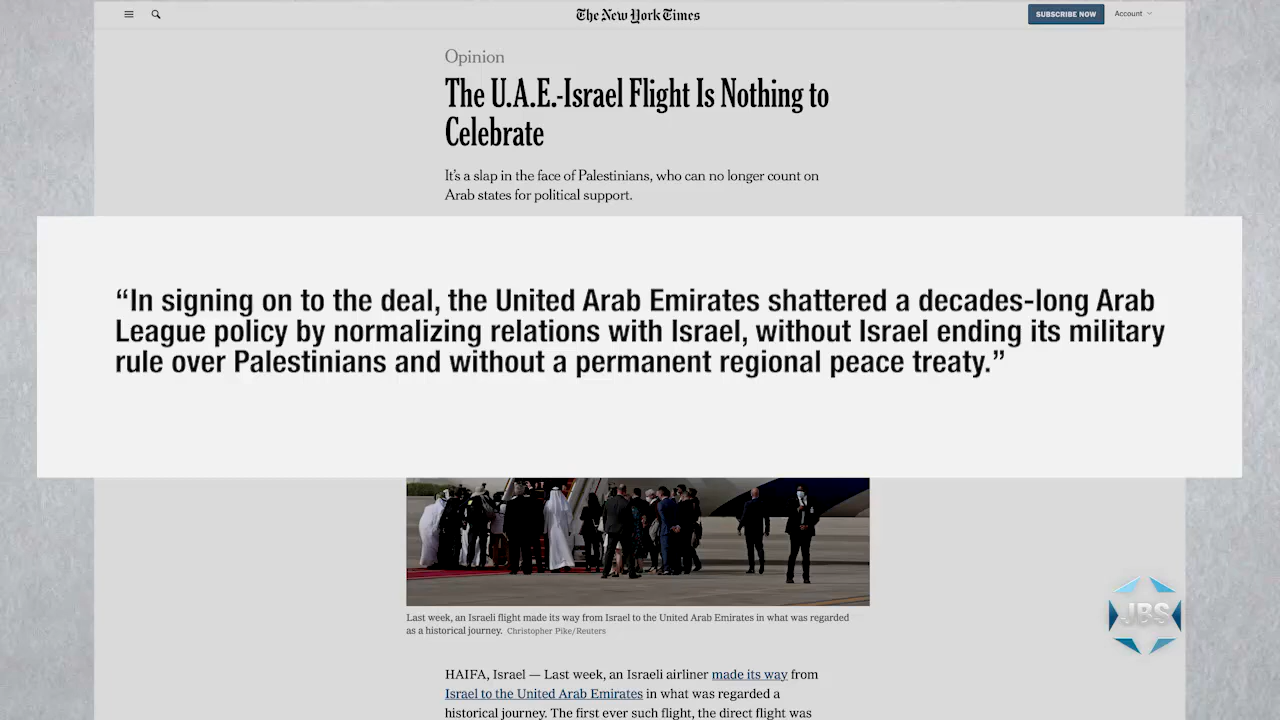 The New York Times
SUBSCRIBE NOW
Account
Opinion
The U.A.E.-Israel Flight Is Nothing to
Celebrate
It's a slap in the face of Palestinians, who can no longer count on
Arab states for political support.
“In signing on to the deal, the United Arab Emirates shattered a decades-long Arab
League policy by normalizing relations with Israel, without Israel ending its military
rule over Palestinians and without a permanent regional peace treaty.”
Last week, an Israeli flight made its way from Israel to the United Arab Emirates in what was regarded
as a historical journey. Christopher Pike/Reuters
JBS
HAIFA, Israel — Last week, an Israeli airliner made its way from
Israel to the United Arab Emirates in what was regarded a
historical journey. The first ever such flight, the direct flight was